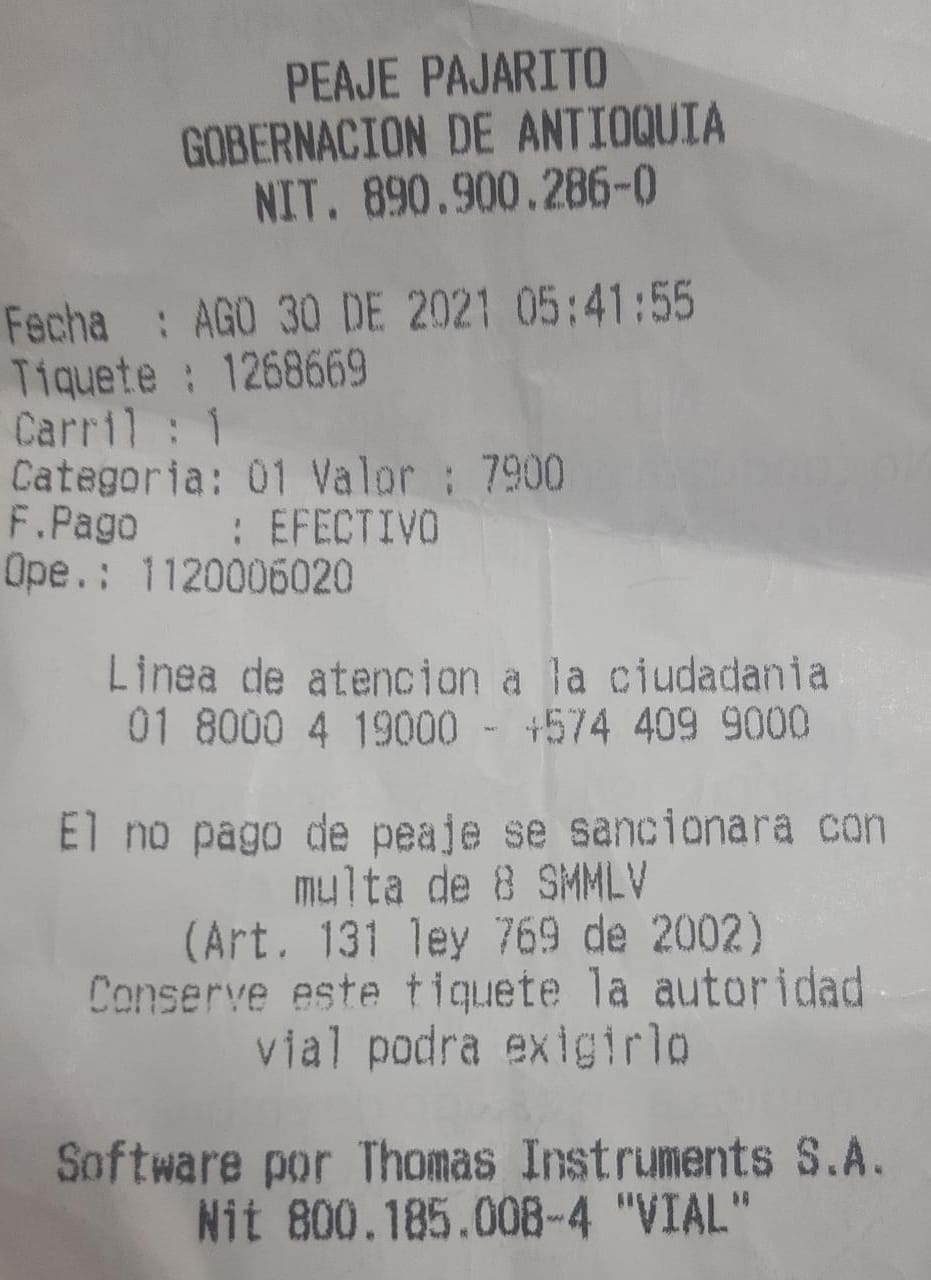 PEAJE PAJARITO
GOBERNACION DE ANTIOQUIA
NIT. 890.900.286-0
Fecha : AGO 30 DE 2021 05:41:55
Tiquete : 1268669
Carril : 1
Categoria: 01 Valor : 7900
F.Pago : EFECTIVO
Ope.: 1120006020
Linea de atencion a la ciudadania
01 8000 4 19000 - +574 409 9000
El no pago de peaje se sancionara con
multa de 8 SMMLV
(Art. 131 ley 769 de 2002)
Conserve este tiquete la autoridad
vial podra exigirlo
Software por Thomas Instruments S.A.
Nit 800.185.008-4 "VIAL"